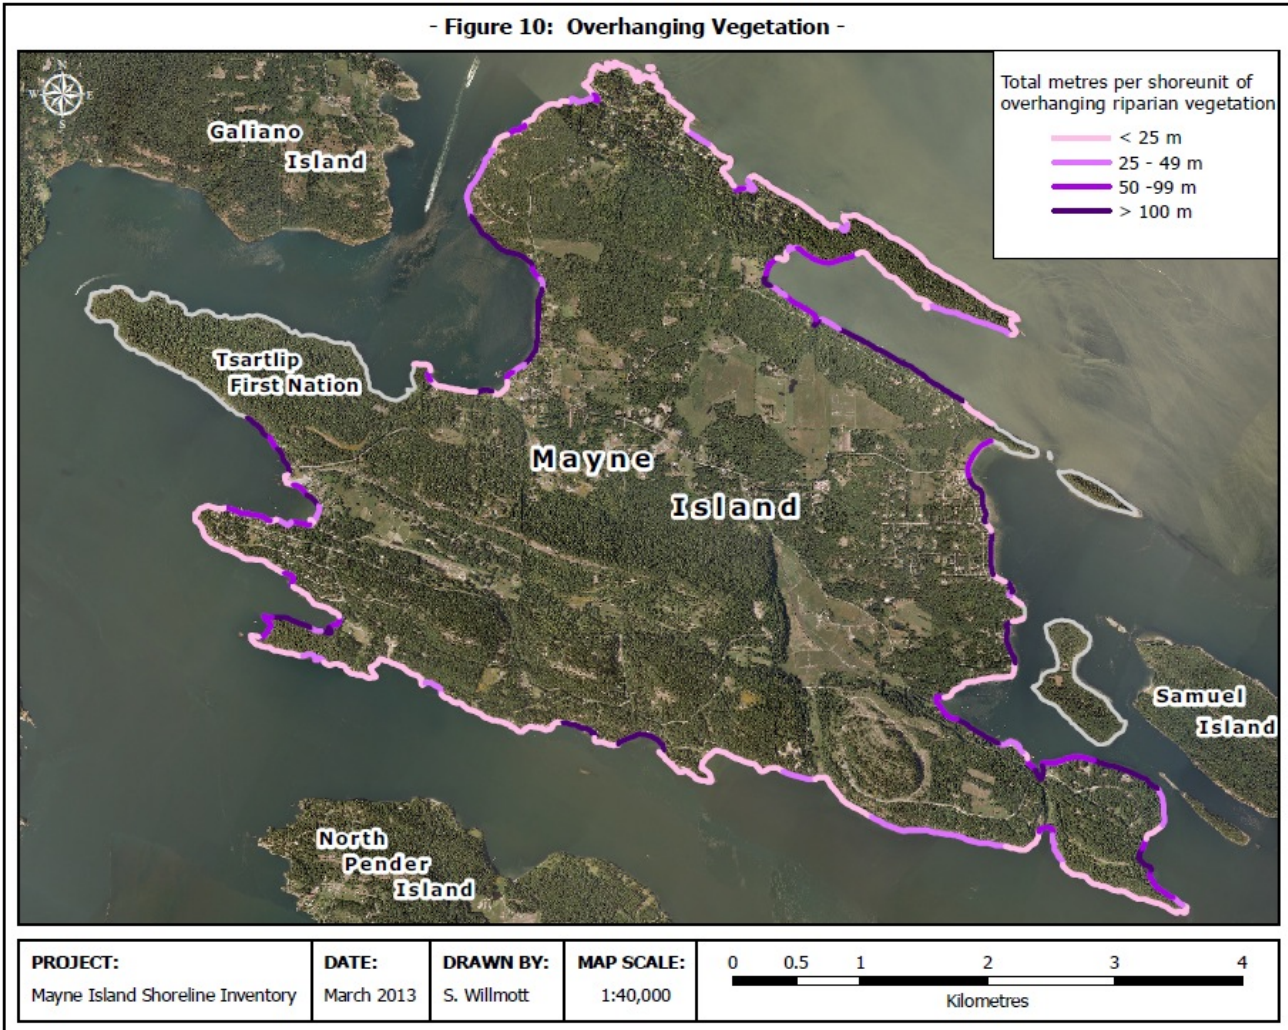 - Figure 10: Overhanging Vegetation -
N
W E
S
Galiano
Island
Total metres per shoreunit of
overhanging riparian vegetation
< 25 m
25 - 49 m
50 -99 m
> 100 m
Tsartlip
First Nation
Mayne
Island
Samuel
Island
North
Pender
Island
PROJECT:
Mayne Island Shoreline Inventory
DATE:
March 2013
DRAWN BY:
S. Willmott
MAP SCALE:
1:40,000
0 0.5 1 2 3 4
Kilometres